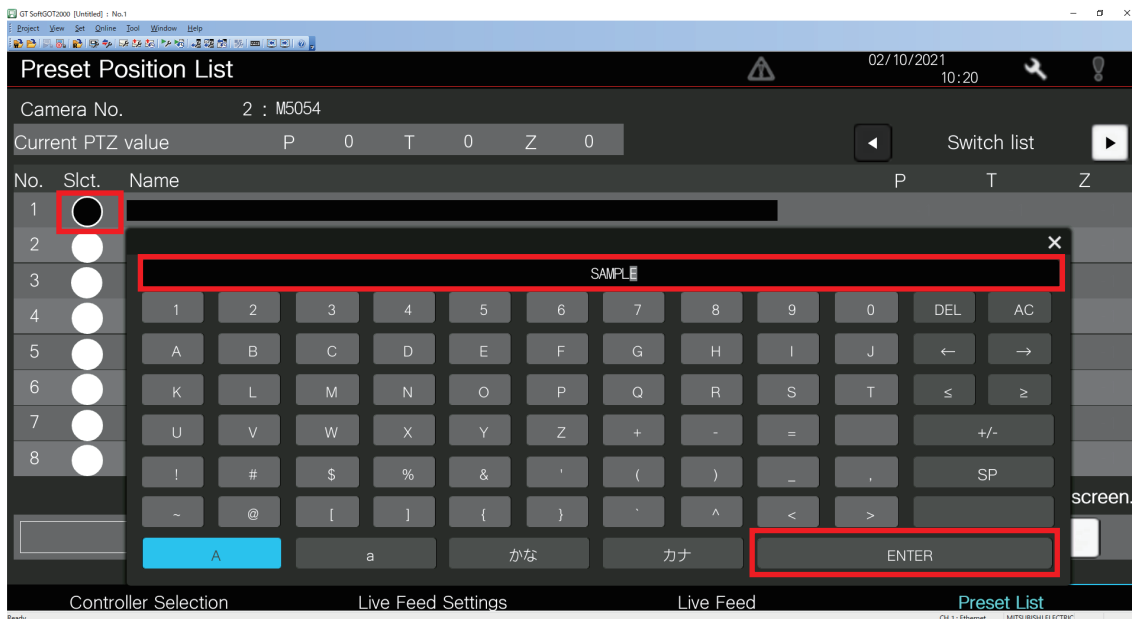 GT SoftGOT2000 [Untitled] : No.1
Project View Set Online Tool Window Help
Preset Position List
02/10/2021
10:20
Camera No. 2 : M5054
Current PTZ value P 0 T 0 Z 0 Switch list
No. Slct. Name P T Z
1
2
3
SAMPLE
4
1 2 3 4 5 6 7 8 9 0 DEL AC
5
A B C D E F G H I J ← →
6
K L M N O P Q R S T ≤ ≥
7
U V W X Y Z + - = +/-
8
! # $ % & ' ( ) _ , SP
screen.
~ @ [ ] { } ` ^ < >
A a かな カナ ENTER
Controller Selection Live Feed Settings Live Feed Preset List
Ready CH 1 : Ethernet MITSUBISHI ELECTRIC